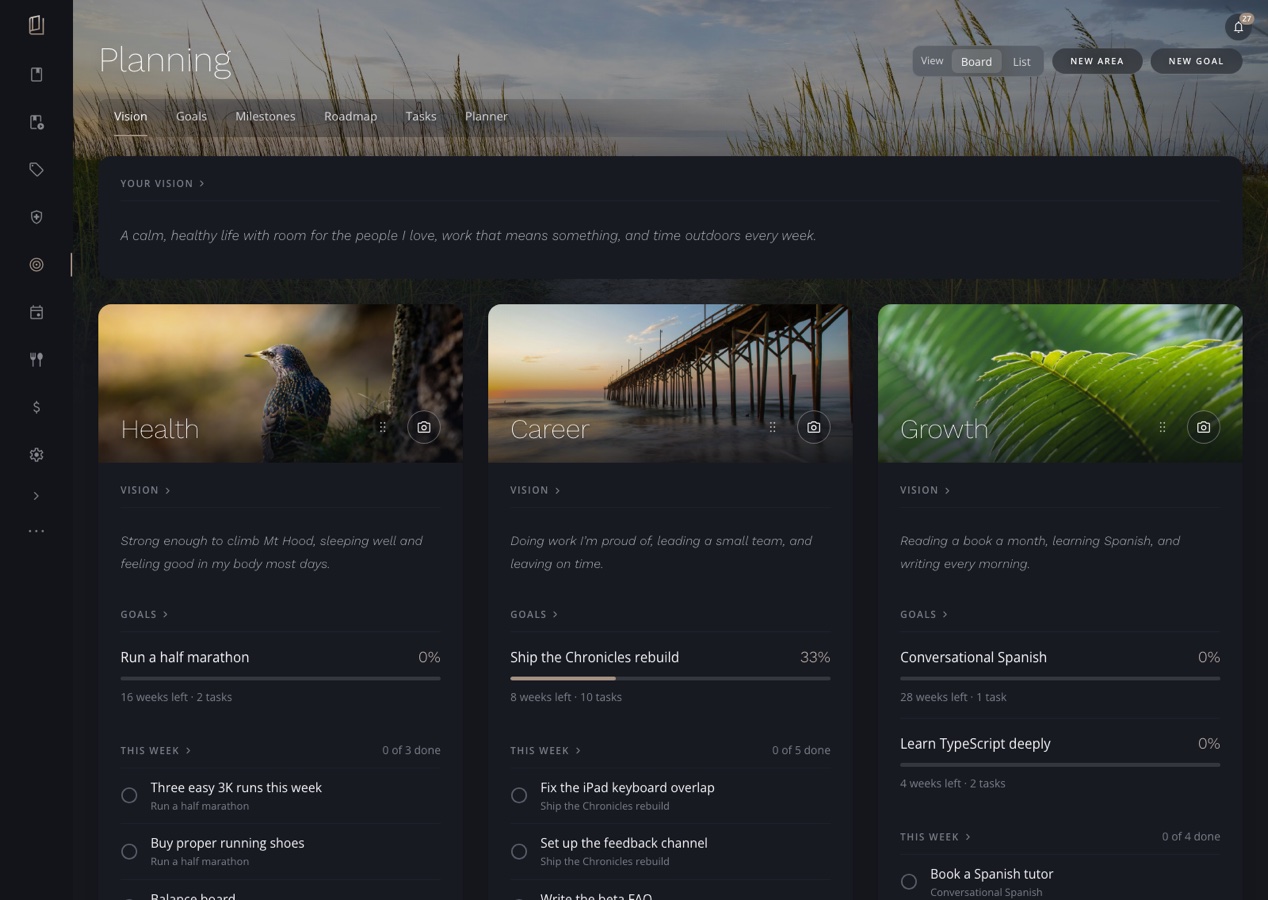 27
Planning
View Board List NEW AREA NEW GOAL
Vision Goals Milestones Roadmap Tasks Planner
YOUR VISION
A calm, healthy life with room for the people I love, work that means something, and time outdoors every week.
Health
VISION
Strong enough to climb Mt Hood, sleeping well and
feeling good in my body most days.
GOALS
Run a half marathon 0%
16 weeks left · 2 tasks
THIS WEEK 0 of 3 done
Three easy 3K runs this week
Run a half marathon
Buy proper running shoes
Run a half marathon
Balance board
Career
VISION
Doing work I'm proud of, leading a small team, and
leaving on time.
GOALS
Ship the Chronicles rebuild 33%
8 weeks left · 10 tasks
THIS WEEK 0 of 5 done
Fix the iPad keyboard overlap
Ship the Chronicles rebuild
Set up the feedback channel
Ship the Chronicles rebuild
Write the beta FAQ
Growth
VISION
Reading a book a month, learning Spanish, and
writing every morning.
GOALS
Conversational Spanish 0%
28 weeks left · 1 task
Learn TypeScript deeply 0%
4 weeks left · 2 tasks
THIS WEEK 0 of 4 done
Book a Spanish tutor
Conversational Spanish